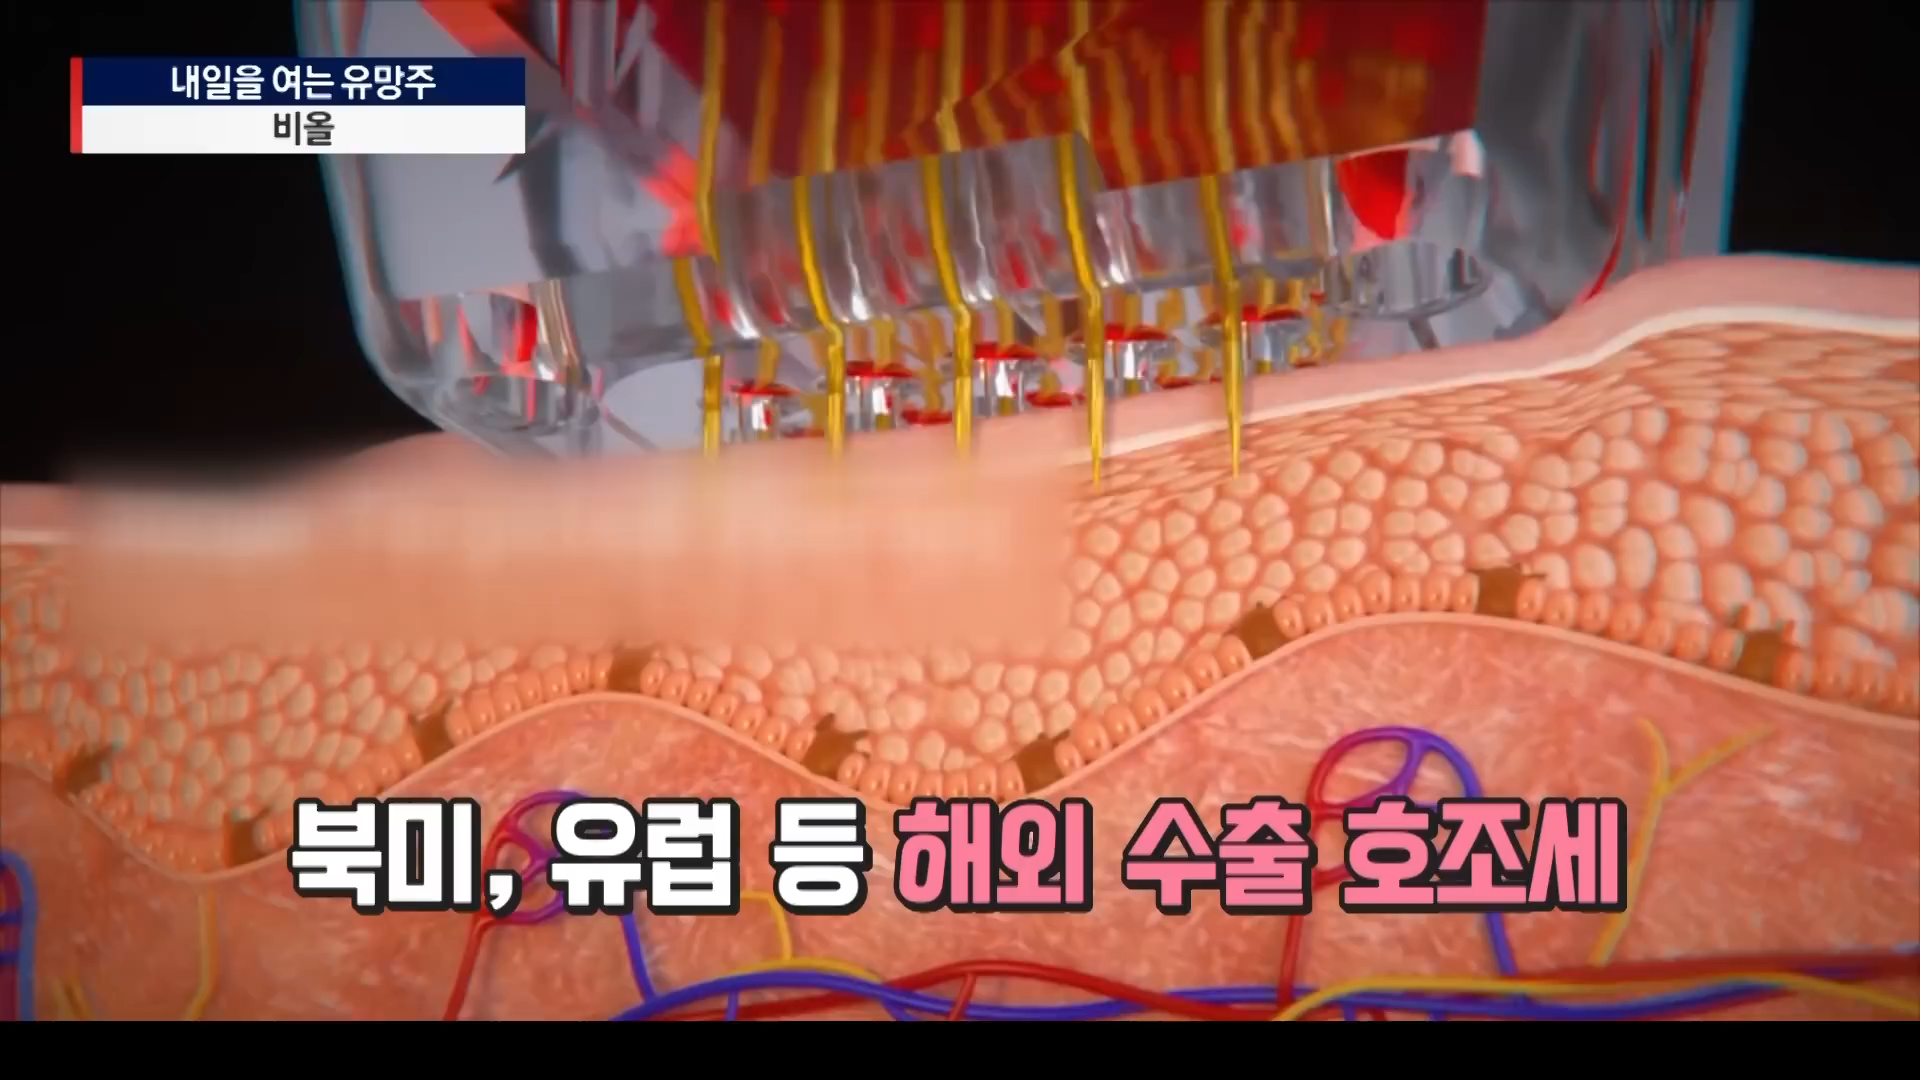 내일을 여는 유망주
비올
북미, 유럽 등 해외 수출 호조세